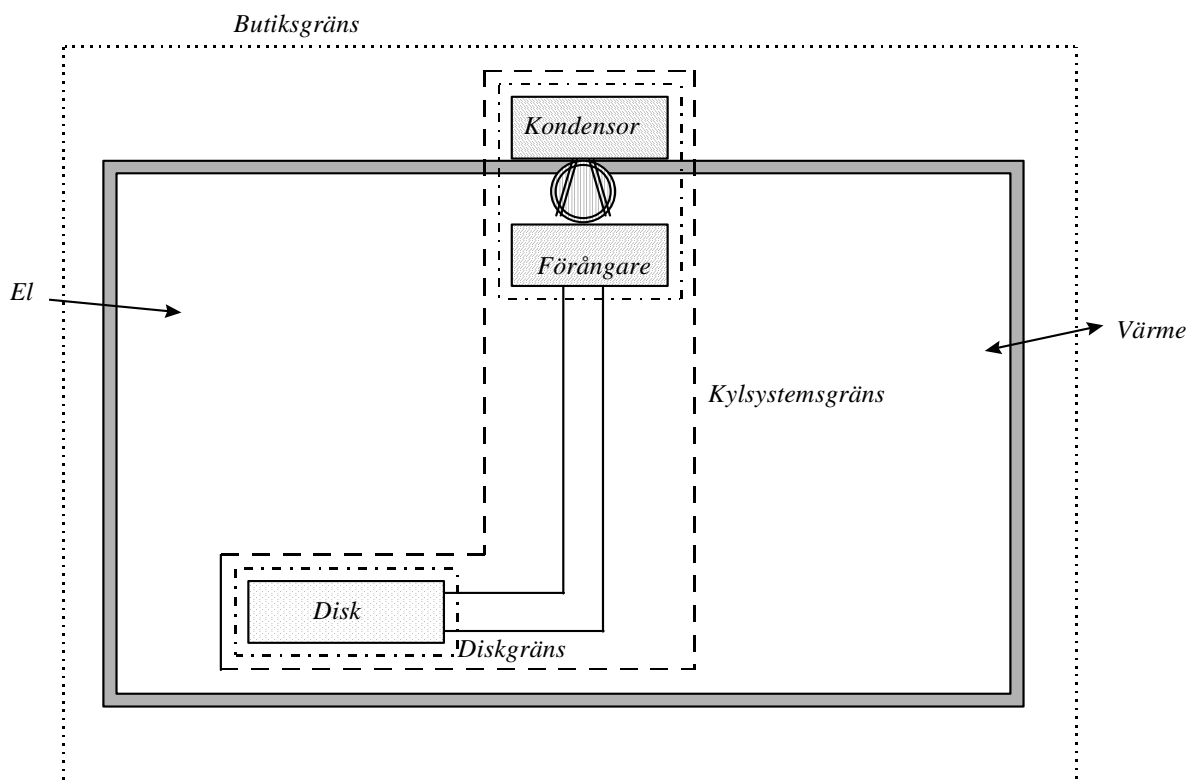 Butiksgräns
Kondensor
Förångare
El
Värme
Kylsystemsgräns
Disk
Diskgräns